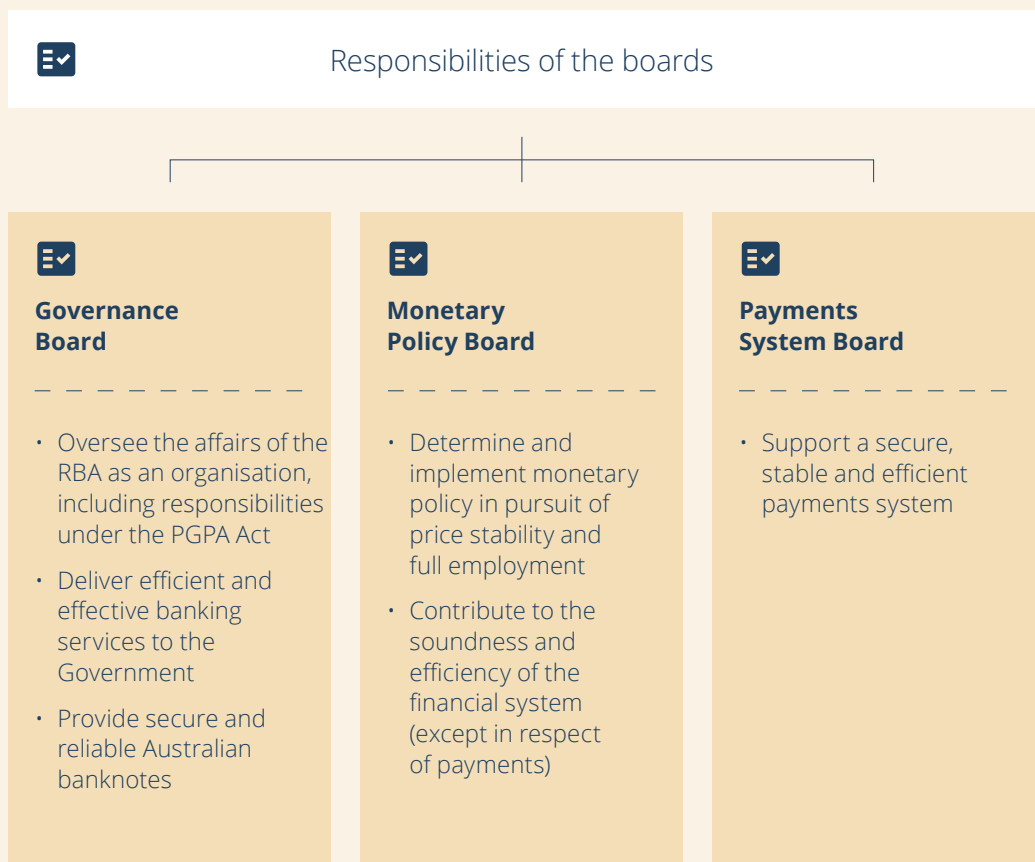 Responsibilities of the boards
Governance
Board
• Oversee the affairs of the
RBA as an organisation,
including responsibilities
under the PGPA Act
• Deliver efficient and
effective banking
services to the
Government
• Provide secure and
reliable Australian
banknotes
Monetary
Policy Board
• Determine and
implement monetary
policy in pursuit of
price stability and
full employment
• Contribute to the
soundness and
efficiency of the
financial system
(except in respect
of payments)
Payments
System Board
• Support a secure,
stable and efficient
payments system